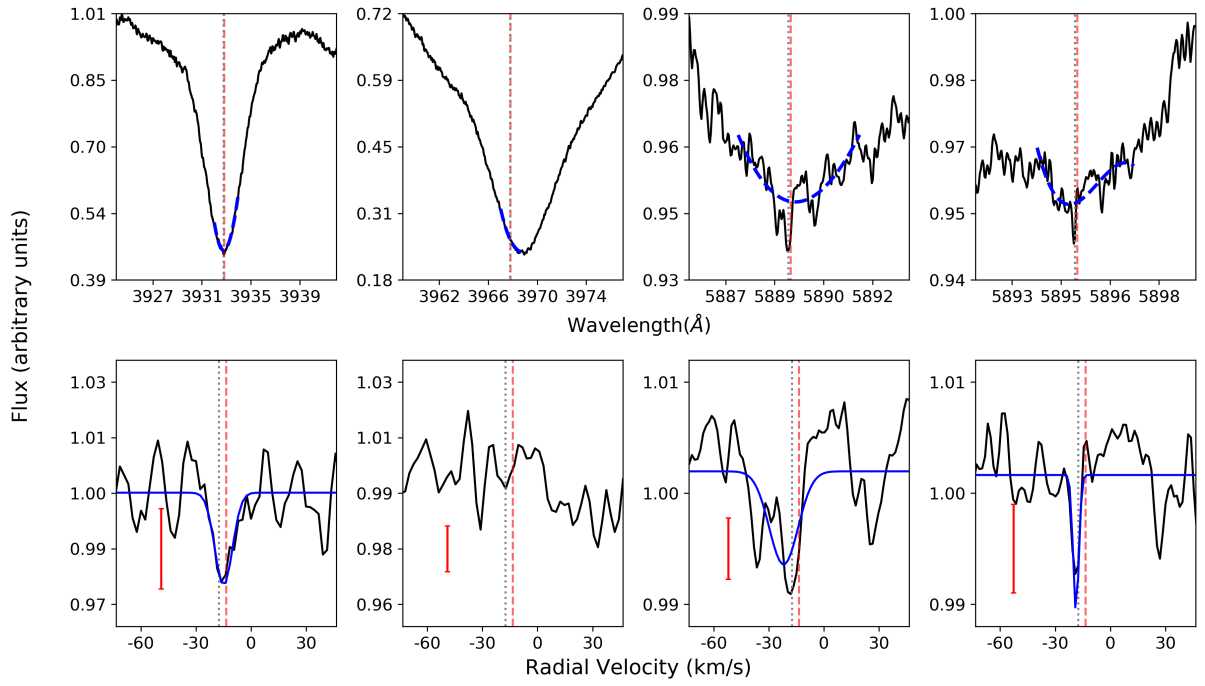 1.01 0.72 0.99 1.00
0.85 0.59 0.98 0.98
0.70 0.45 0.96 0.97
0.54 0.31 0.95 0.95
0.39 0.18 0.93 0.94
3927 3931 3935 3939 3962 3966 3970 3974 5887 5889 5890 5892 5893 5895 5896 5898
Wavelength(Å)
Flux (arbitrary units)
1.03 1.03 1.01 1.01
1.01 1.01 1.00 1.00
1.00 0.99 0.99 0.99
0.99 0.98
0.97 0.96
-60 -30 0 30 -60 -30 0 30 -60 -30 0 30 -60 -30 0 30
Radial Velocity (km/s)